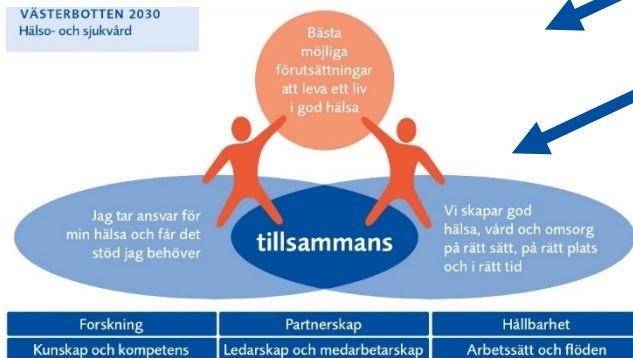 VÄSTERBOTTEN 2030
Hälso- och sjukvård
Bästa
möjliga
förutsättningar
att leva ett liv
i god hälsa
Jag tar ansvar för
min hälsa och får det
stöd jag behöver
tillsammans
Vi skapar god
hälsa, vård och omsorg
på rätt sätt, på rätt plats
och i rätt tid
Forskning
Partnerskap
Hållbarhet
Kunskap och kompetens
Ledarskap och medarbetarskap
Arbetssätt och flöden